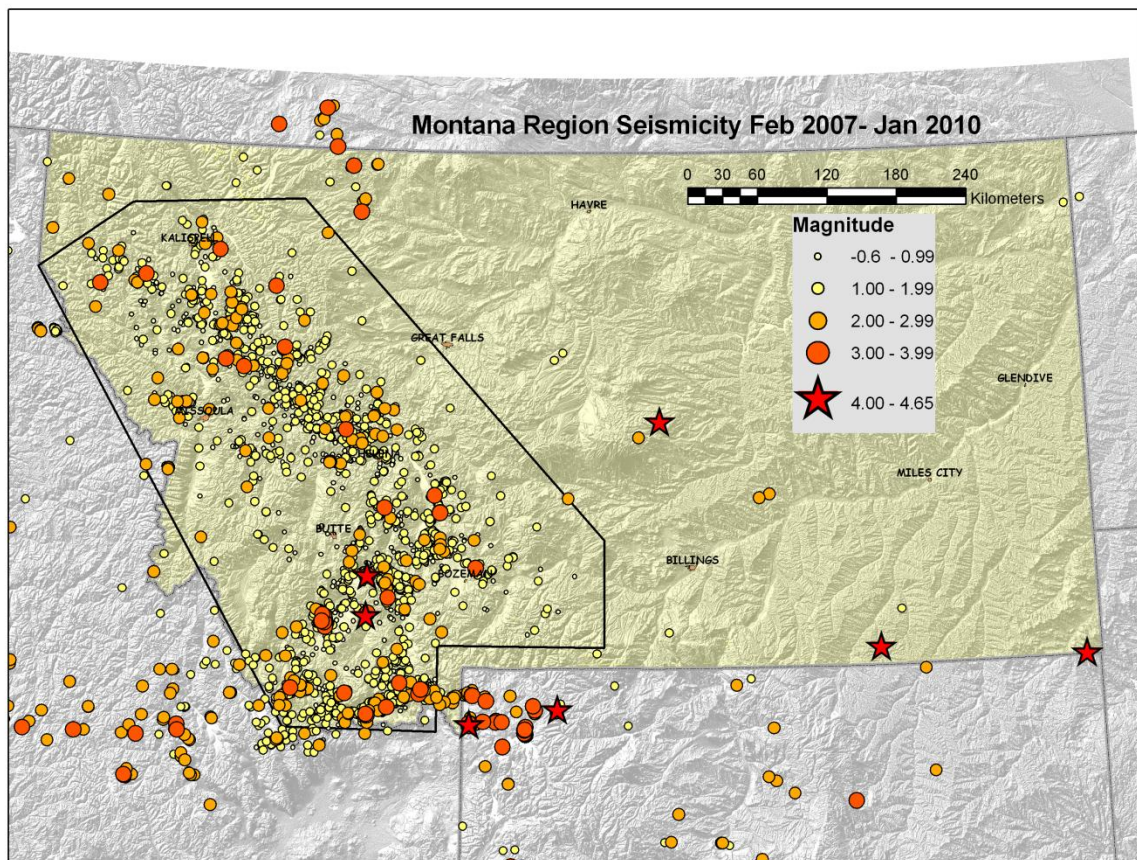 Montana Region Seismicity Feb 2007- Jan 2010
0 30 60 120 180 240
Kilometers
HAVRE
Magnitude
KALISPELL
-0.6 - 0.99
1.00 - 1.99
2.00 - 2.99
GREAT FALLS
3.00 - 3.99
GLENDIVE
4.00 - 4.65
MISSOULA
HELENA
MILES CITY
BUTTE
BILLINGS
BOZEMAN